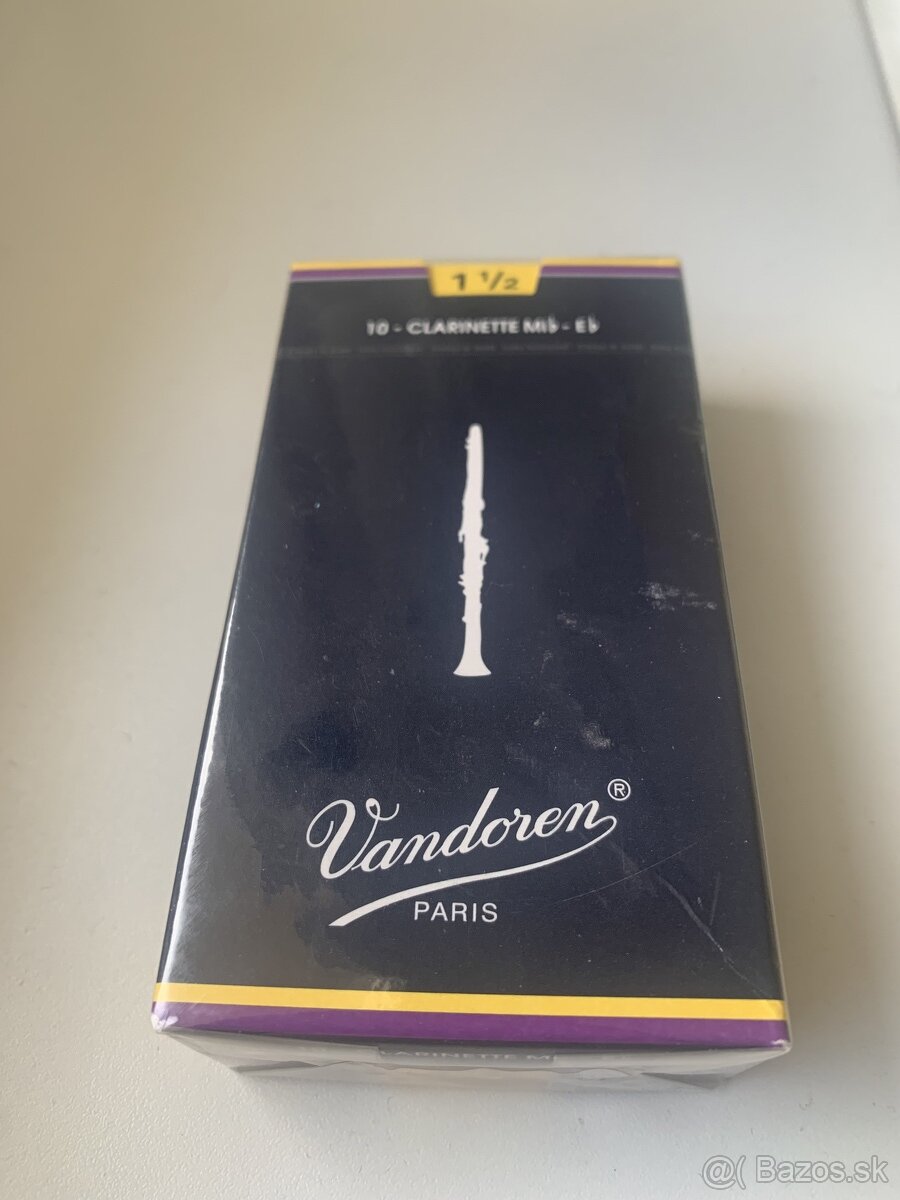 1 ½
10 - CLARINETTE Mi♭ - E♭
Vandoren®
PARIS
@( Bazos.sk